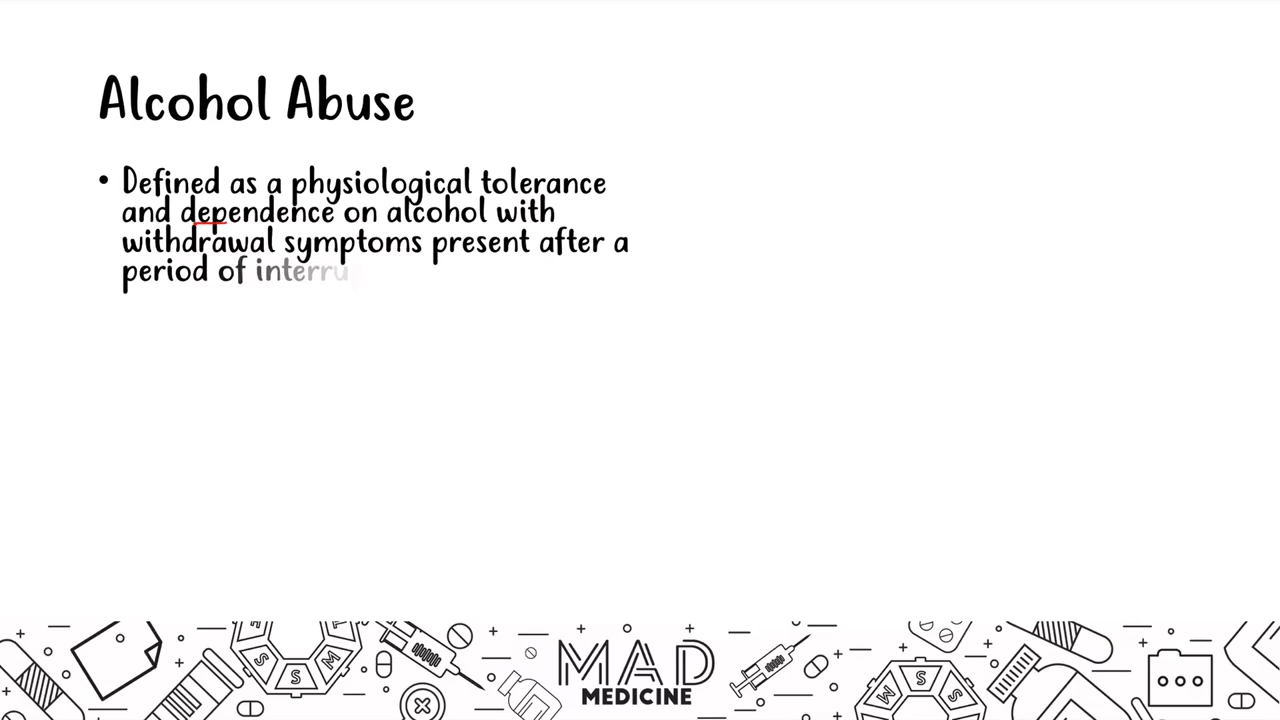 Alcohol Abuse
• Defined as a physiological tolerance
and dependence on alcohol with
withdrawal symptoms present after a
period of interru
MAD
MEDICINE
S
S
M
M
S
S